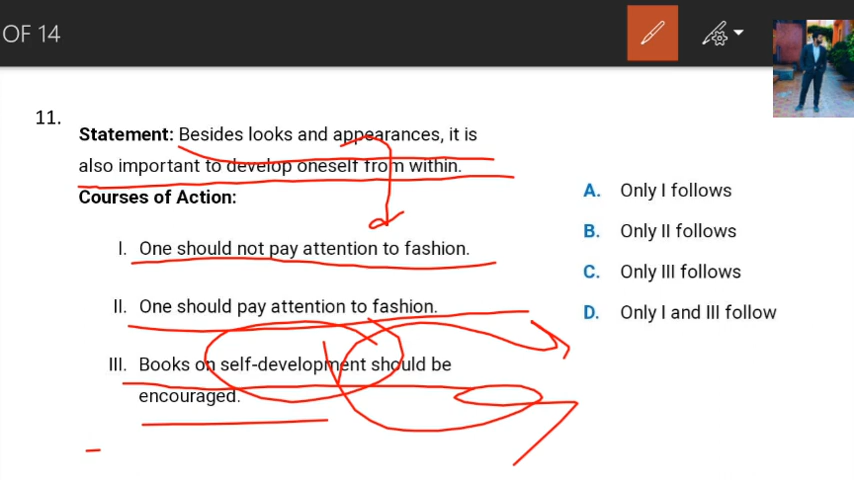 OF 14
11.
Statement: Besides looks and appearances, it is
also important to develop oneself from within.
Courses of Action:
I. One should not pay attention to fashion.
II. One should pay attention to fashion.
III. Books on self-development should be
encouraged.
A. Only I follows
B. Only II follows
C. Only III follows
D. Only I and III follow